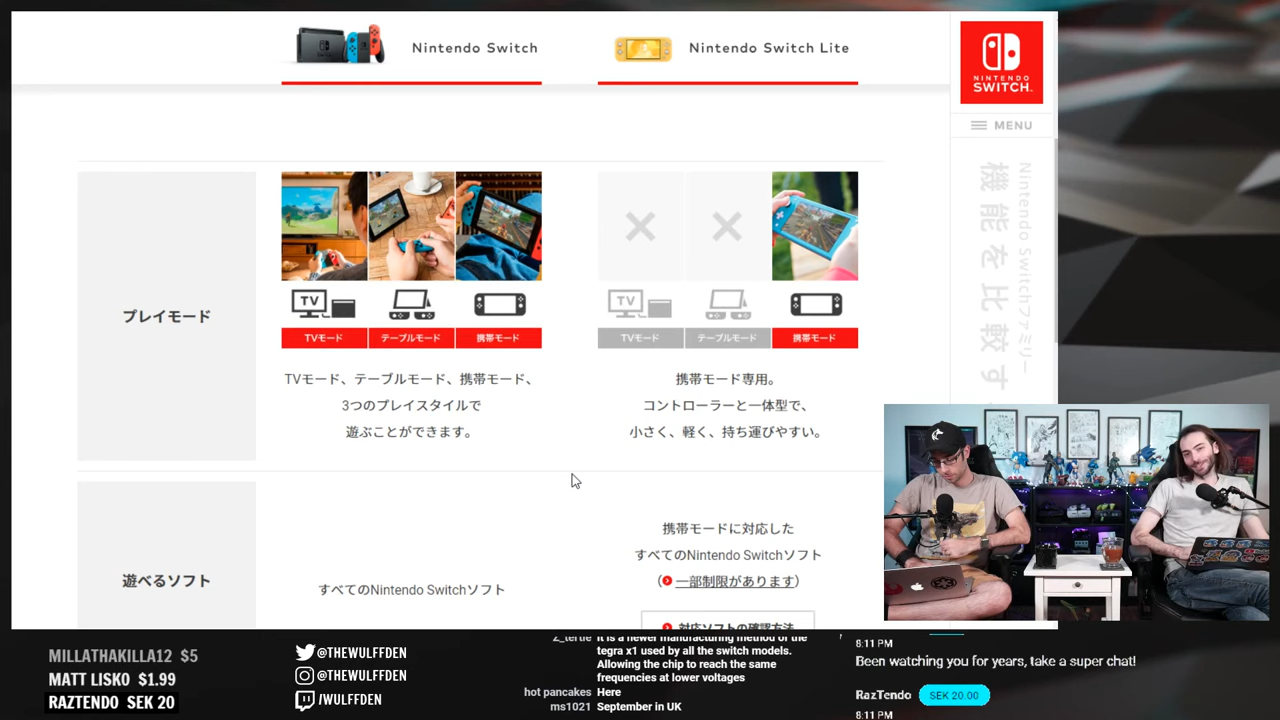 Nintendo Switch
Nintendo Switch Lite
NINTENDO
SWITCH
MENU
Nintendo Switchファミリー
機能を比較す
プレイモード
TV
TVモード
テーブルモード
携帯モード
TV
TVモード
テーブルモード
携帯モード
TVモード、テーブルモード、携帯モード、
3つのプレイスタイルで
遊ぶことができます。
携帯モード専用。
コントローラーと一体型で、
小さく、軽く、持ち運びやすい。
遊べるソフト
すべてのNintendo Switchソフト
携帯モードに対応した
すべてのNintendo Switchソフト
(一部制限があります)
対応ソフトの確認方法
MILLATHAKILLA12 $5
MATT LISKO $1.99
RAZTENDO SEK 20
@THEWULFFDEN
@THEWULFFDEN
/WULFFDEN
Z_tertle It is a newer manufacturing method of the
tegra x1 used by all the switch models.
Allowing the chip to reach the same
frequencies at lower voltages
hot pancakes Here
ms1021 September in UK
8:11 PM
Been watching you for years, take a super chat!
RazTendo SEK 20.00
8:11 PM